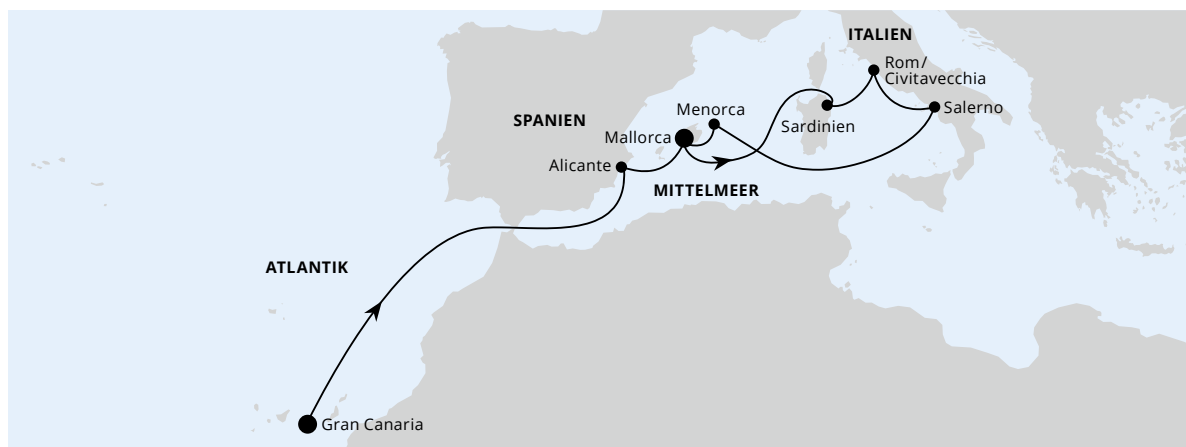 ITALIEN
Rom/
Civitavecchia
Menorca
Salerno
SPANIEN
Sardinien
Mallorca
Alicante
MITTELMEER
ATLANTIK
Gran Canaria